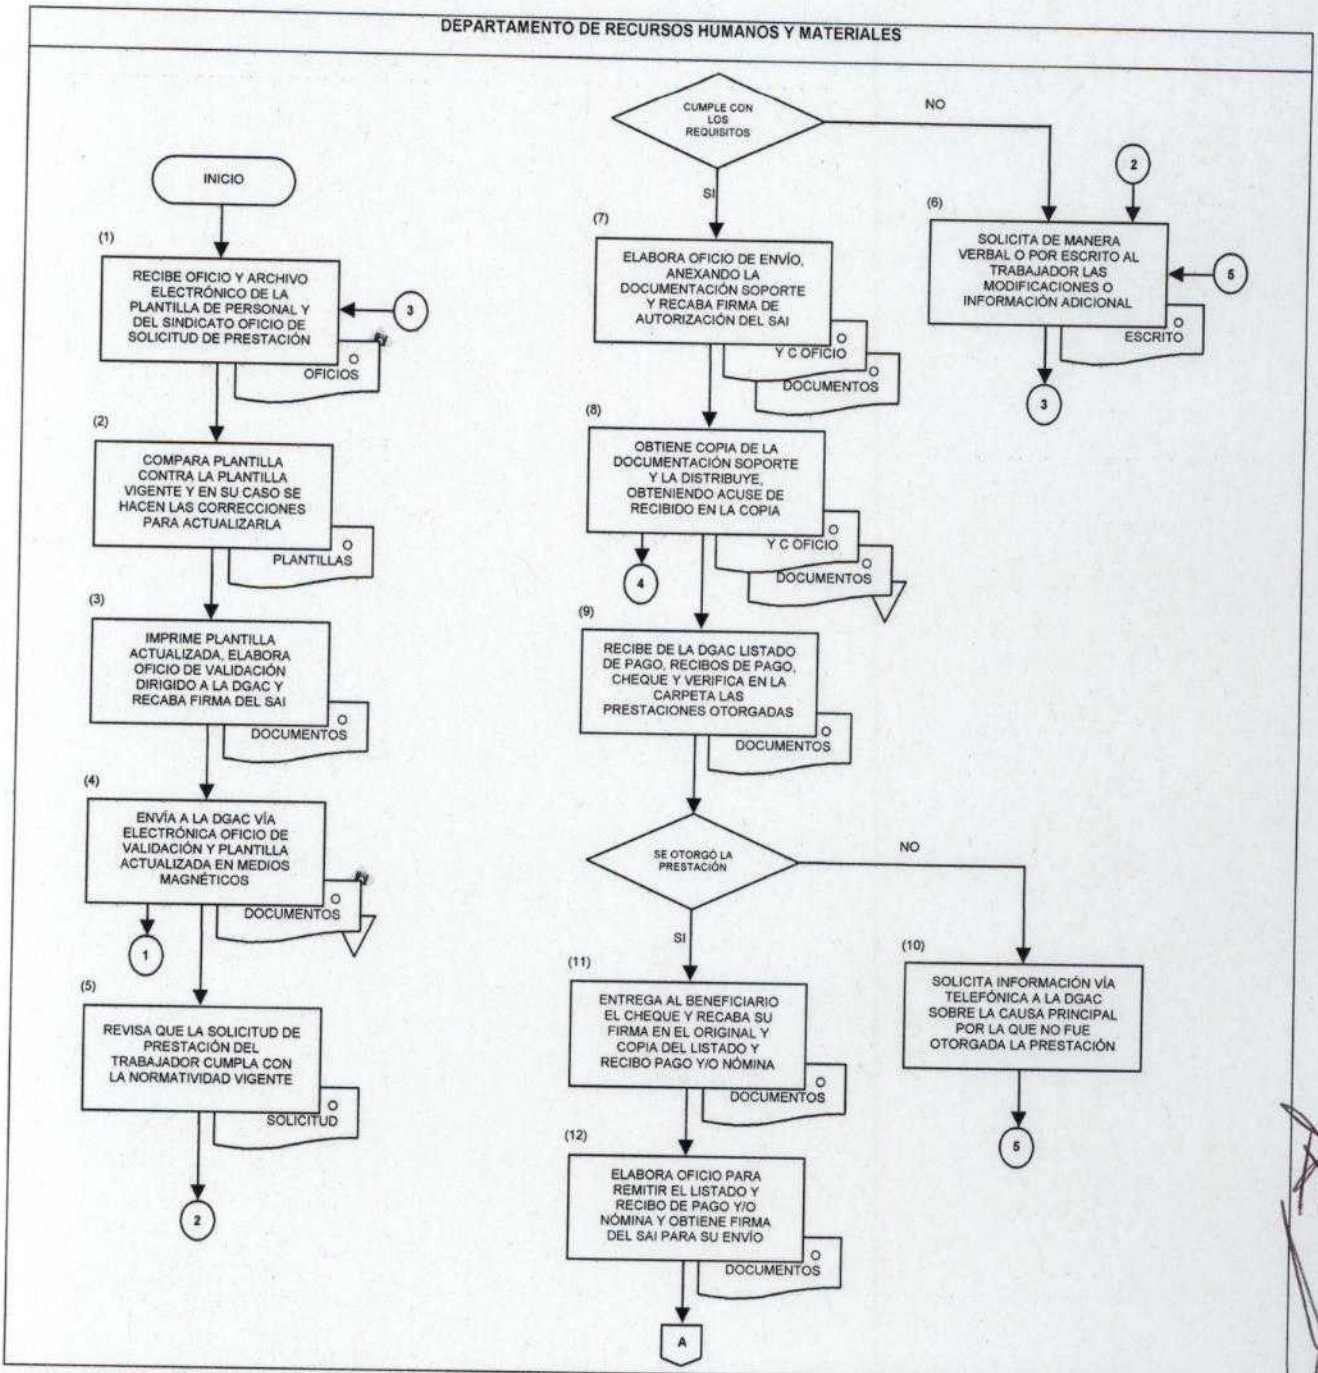 DEPARTAMENTO DE RECURSOS HUMANOS Y MATERIALES
INICIO
(1)
RECIBE OFICIO Y ARCHIVO
ELECTRÓNICO DE LA
PLANTILLA DE PERSONAL Y
DEL SINDICATO OFICIO DE
SOLICITUD DE PRESTACIÓN
3
O
OFICIOS
(2)
COMPARA PLANTILLA
CONTRA LA PLANTILLA
VIGENTE Y EN SU CASO SE
HACEN LAS CORRECCIONES
PARA ACTUALIZARLA
O
PLANTILLAS
(3)
IMPRIME PLANTILLA
ACTUALIZADA, ELABORA
OFICIO DE VALIDACIÓN
DIRIGIDO A LA DGAC Y
RECABA FIRMA DEL SAI
O
DOCUMENTOS
(4)
ENVÍA A LA DGAC VÍA
ELECTRÓNICA OFICIO DE
VALIDACIÓN Y PLANTILLA
ACTUALIZADA EN MEDIOS
MAGNÉTICOS
O
DOCUMENTOS
1
(5)
REVISA QUE LA SOLICITUD DE
PRESTACIÓN DEL
TRABAJADOR CUMPLA CON
LA NORMATIVIDAD VIGENTE
O
SOLICITUD
2
CUMPLE CON
LOS
REQUISITOS
NO
SI
2
(6)
SOLICITA DE MANERA
VERBAL O POR ESCRITO AL
TRABAJADOR LAS
MODIFICACIONES O
INFORMACIÓN ADICIONAL
5
O
ESCRITO
3
(7)
ELABORA OFICIO DE ENVÍO,
ANEXANDO LA
DOCUMENTACIÓN SOPORTE
Y RECABA FIRMA DE
AUTORIZACIÓN DEL SAI
O
Y C OFICIO
O
DOCUMENTOS
(8)
OBTIENE COPIA DE LA
DOCUMENTACIÓN SOPORTE
Y LA DISTRIBUYE,
OBTENIENDO ACUSE DE
RECIBIDO EN LA COPIA
O
Y C OFICIO
O
DOCUMENTOS
4
(9)
RECIBE DE LA DGAC LISTADO
DE PAGO, RECIBOS DE PAGO,
CHEQUE Y VERIFICA EN LA
CARPETA LAS
PRESTACIONES OTORGADAS
O
DOCUMENTOS
SE OTORGÓ LA
PRESTACIÓN
NO
SI
(10)
SOLICITA INFORMACIÓN VÍA
TELEFÓNICA A LA DGAC
SOBRE LA CAUSA PRINCIPAL
POR LA QUE NO FUE
OTORGADA LA PRESTACIÓN
5
(11)
ENTREGA AL BENEFICIARIO
EL CHEQUE Y RECABA SU
FIRMA EN EL ORIGINAL Y
COPIA DEL LISTADO Y
RECIBO PAGO Y/O NÓMINA
O
DOCUMENTOS
(12)
ELABORA OFICIO PARA
REMITIR EL LISTADO Y
RECIBO DE PAGO Y/O
NÓMINA Y OBTIENE FIRMA
DEL SAI PARA SU ENVÍO
O
DOCUMENTOS
A